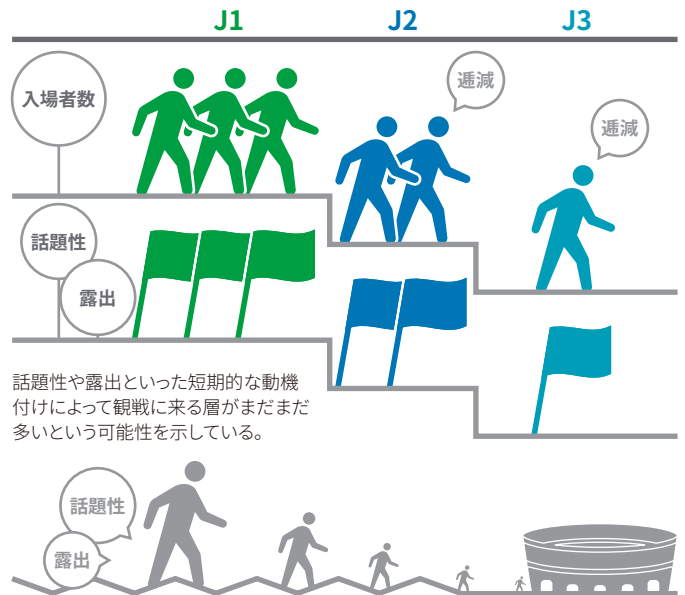 J1
J2
J3
入場者数
逓減
逓減
話題性
露出
話題性や露出といった短期的な動機
付けによって観戦に来る層がまだまだ
多いという可能性を示している。
話題性
露出